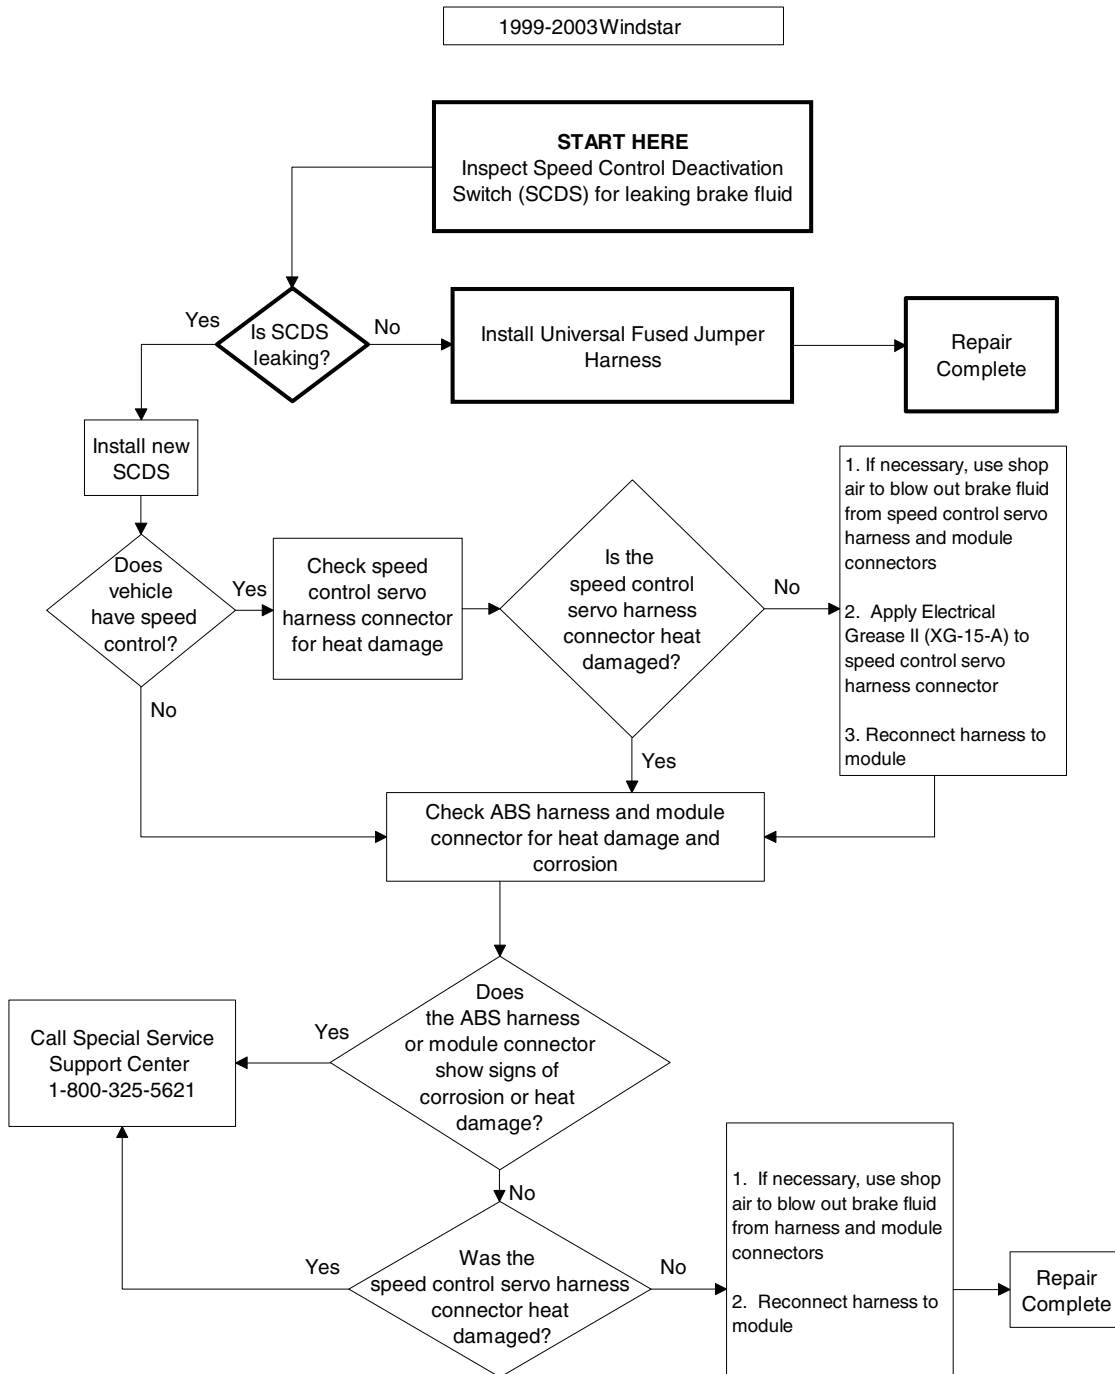 1999-2003Windstar
START HERE
Inspect Speed Control Deactivation
Switch (SCDS) for leaking brake fluid
Yes
Is SCDS
leaking?
No
Install Universal Fused Jumper
Harness
Repair
Complete
Install new
SCDS
Does
vehicle
have speed
control?
Yes
No
Check speed
control servo
harness connector
for heat damage
Is the
speed control
servo harness
connector heat
damaged?
No
Yes
1. If necessary, use shop
air to blow out brake fluid
from speed control servo
harness and module
connectors
2. Apply Electrical
Grease II (XG-15-A) to
speed control servo
harness connector
3. Reconnect harness to
module
Check ABS harness and module
connector for heat damage and
corrosion
Does
the ABS harness
or module connector
show signs of
corrosion or heat
damage?
Yes
Call Special Service
Support Center
1-800-325-5621
No
Was the
speed control servo harness
connector heat
damaged?
Yes
No
1. If necessary, use shop
air to blow out brake fluid
from harness and module
connectors
2. Reconnect harness to
module
Repair
Complete